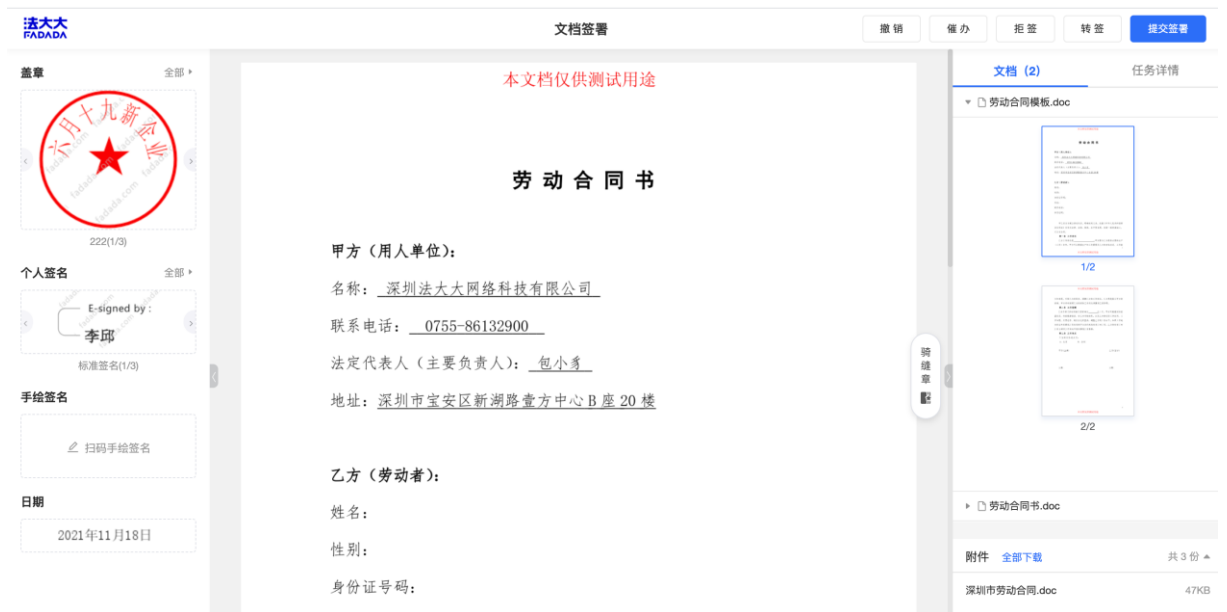 法大大
FADADA
文档签署
撤销
催办
拒签
转签
提交签署
盖章
全部
六月十九新企业
fadada.com
222(1/3)
个人签名
全部
E-signed by :
李邱
标准签名(1/3)
手绘签名
扫码手绘签名
日期
2021年11月18日
本文档仅供测试用途
劳动合同书
甲方（用人单位）：
名称： 深圳法大大网络科技有限公司
联系电话： 0755-86132900
法定代表人（主要负责人）： 包小豸
地址：深圳市宝安区新湖路壹方中心 B 座 20 楼
乙方（劳动者）：
姓名：
性别：
身份证号码：
骑缝章
文档（2）
任务详情
劳动合同模板.doc
1/2
2/2
劳动合同书.doc
附件
全部下载
共 3 份
深圳市劳动合同.doc
47KB